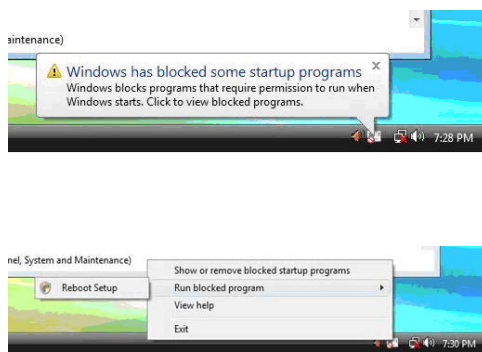 aintenance)
Windows has blocked some startup programs
Windows blocks programs that require permission to run when
Windows starts. Click to view blocked programs.
7:28 PM
nel, System and Maintenance)
Show or remove blocked startup programs
Reboot Setup
Run blocked program
View help
Exit
7:30 PM